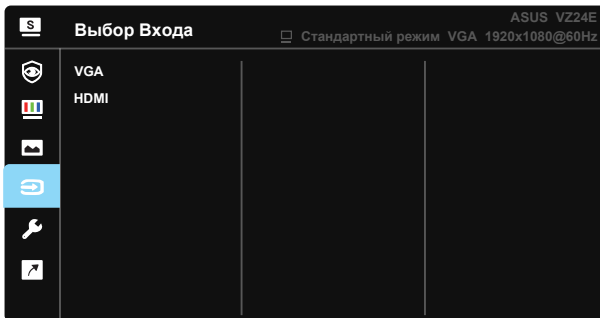 S
Выбор Входа
ASUS VZ24E
Стандартный режим VGA 1920x1080@60Hz
VGA
HDMI